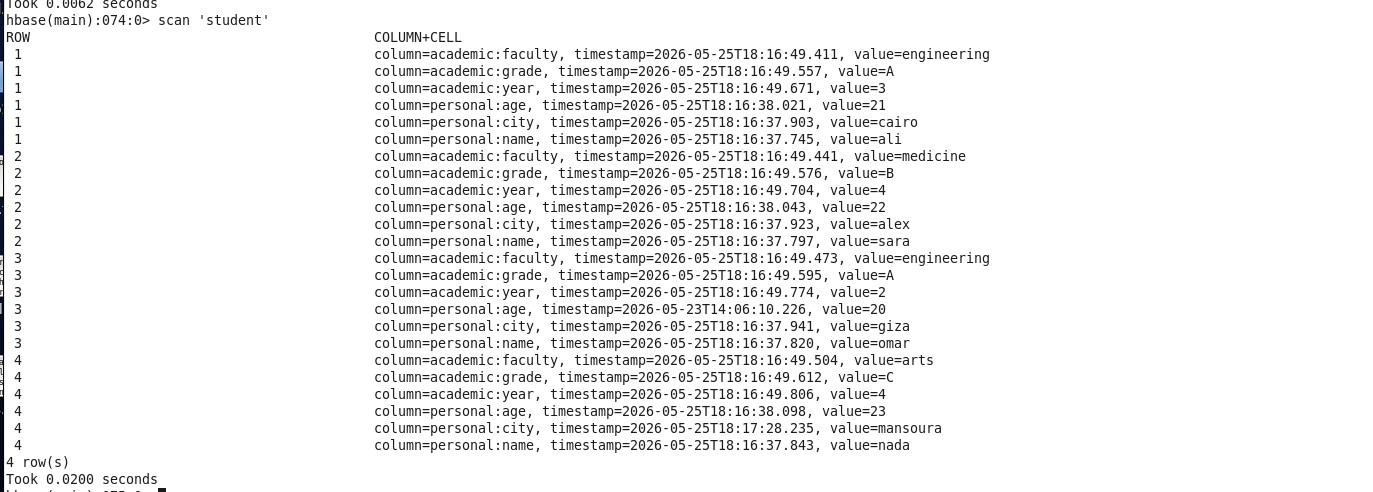 Took 0.0062 seconds
hbase(main):074:0> scan 'student'
ROW COLUMN+CELL
1 column=academic:faculty, timestamp=2026-05-25T18:16:49.411, value=engineering
1 column=academic:grade, timestamp=2026-05-25T18:16:49.557, value=A
1 column=academic:year, timestamp=2026-05-25T18:16:49.671, value=3
1 column=personal:age, timestamp=2026-05-25T18:16:38.021, value=21
1 column=personal:city, timestamp=2026-05-25T18:16:37.903, value=cairo
1 column=personal:name, timestamp=2026-05-25T18:16:37.745, value=ali
2 column=academic:faculty, timestamp=2026-05-25T18:16:49.441, value=medicine
2 column=academic:grade, timestamp=2026-05-25T18:16:49.576, value=B
2 column=academic:year, timestamp=2026-05-25T18:16:49.704, value=4
2 column=personal:age, timestamp=2026-05-25T18:16:38.043, value=22
2 column=personal:city, timestamp=2026-05-25T18:16:37.923, value=alex
2 column=personal:name, timestamp=2026-05-25T18:16:37.797, value=sara
3 column=academic:faculty, timestamp=2026-05-25T18:16:49.473, value=engineering
3 column=academic:grade, timestamp=2026-05-25T18:16:49.595, value=A
3 column=academic:year, timestamp=2026-05-25T18:16:49.774, value=2
3 column=personal:age, timestamp=2026-05-23T14:06:10.226, value=20
3 column=personal:city, timestamp=2026-05-25T18:16:37.941, value=giza
3 column=personal:name, timestamp=2026-05-25T18:16:37.820, value=omar
4 column=academic:faculty, timestamp=2026-05-25T18:16:49.504, value=arts
4 column=academic:grade, timestamp=2026-05-25T18:16:49.612, value=C
4 column=academic:year, timestamp=2026-05-25T18:16:49.806, value=4
4 column=personal:age, timestamp=2026-05-25T18:16:38.098, value=23
4 column=personal:city, timestamp=2026-05-25T18:17:28.235, value=mansoura
4 column=personal:name, timestamp=2026-05-25T18:16:37.843, value=nada
4 row(s)
Took 0.0200 seconds